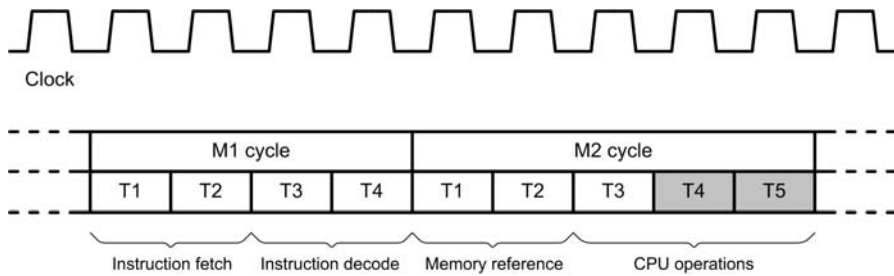 Clock
M1 cycle M2 cycle
T1 T2 T3 T4 T1 T2 T3 T4 T5
Instruction fetch Instruction decode Memory reference CPU operations